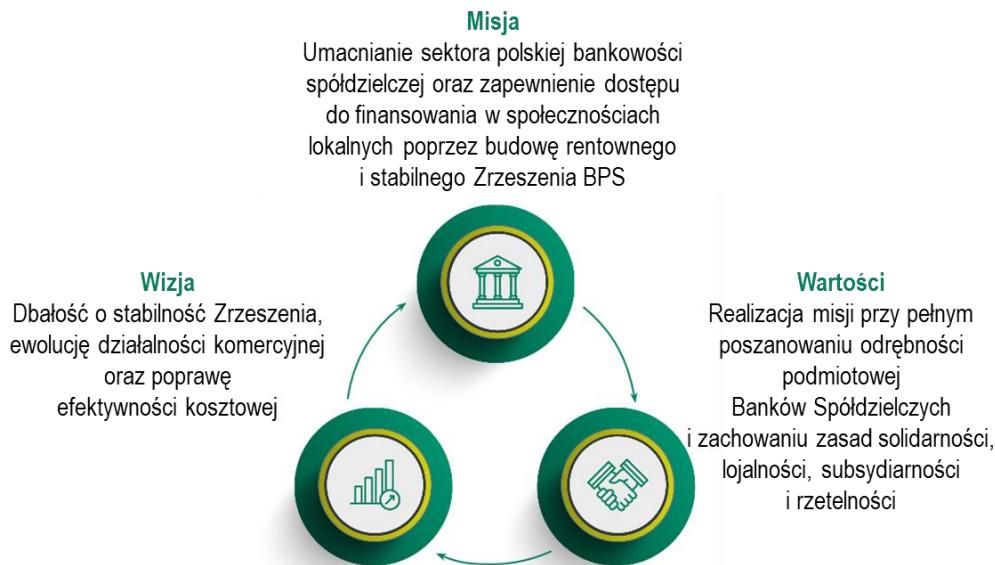 Misja
Umacnianie sektora polskiej bankowości
spółdzielczej oraz zapewnienie dostępu
do finansowania w społecznościach
lokalnych poprzez budowę rentownego
i stabilnego Zrzeszenia BPS
Wizja
Dbałość o stabilność Zrzeszenia,
ewolucję działalności komercyjnej
oraz poprawę
efektywności kosztowej
Wartości
Realizacja misji przy pełnym
poszanowaniu odrębności
podmiotowej
Banków Spółdzielczych
i zachowaniu zasad solidarności,
lojalności, subsydiarności
i rzetelności